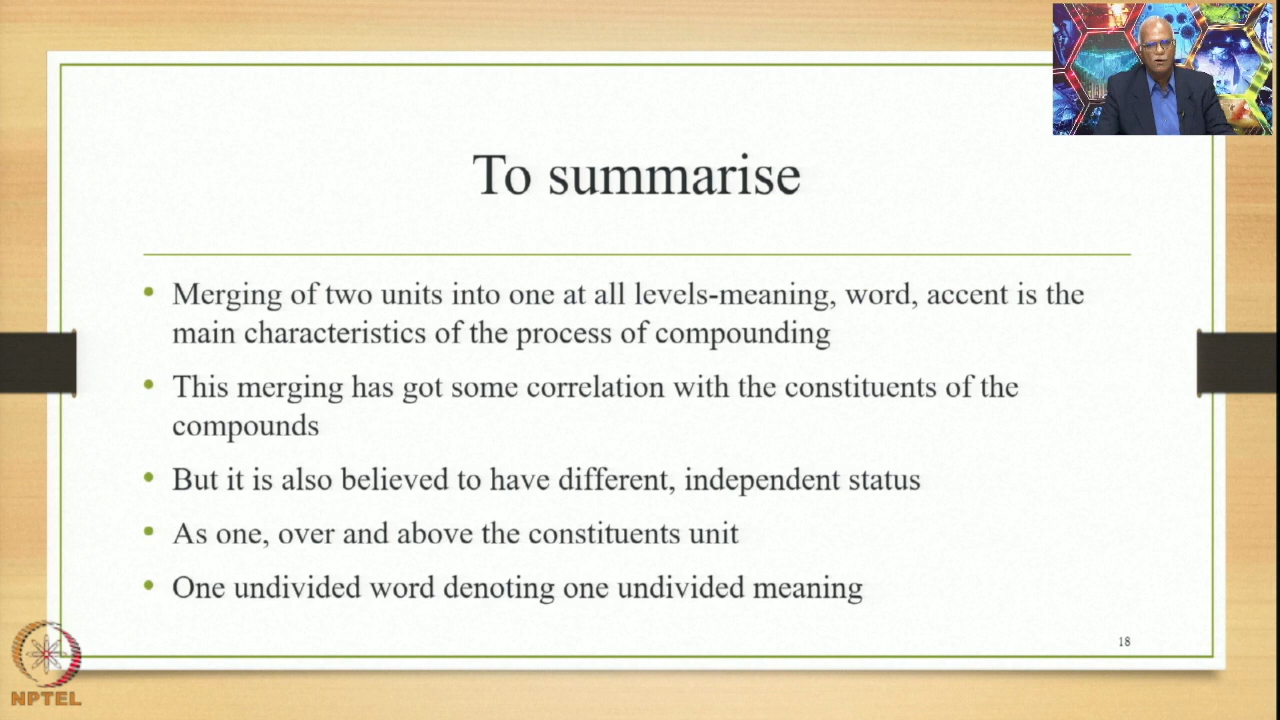 To summarise
• Merging of two units into one at all levels-meaning, word, accent is the
main characteristics of the process of compounding
• This merging has got some correlation with the constituents of the
compounds
• But it is also believed to have different, independent status
• As one, over and above the constituents unit
• One undivided word denoting one undivided meaning
18
NPTEL